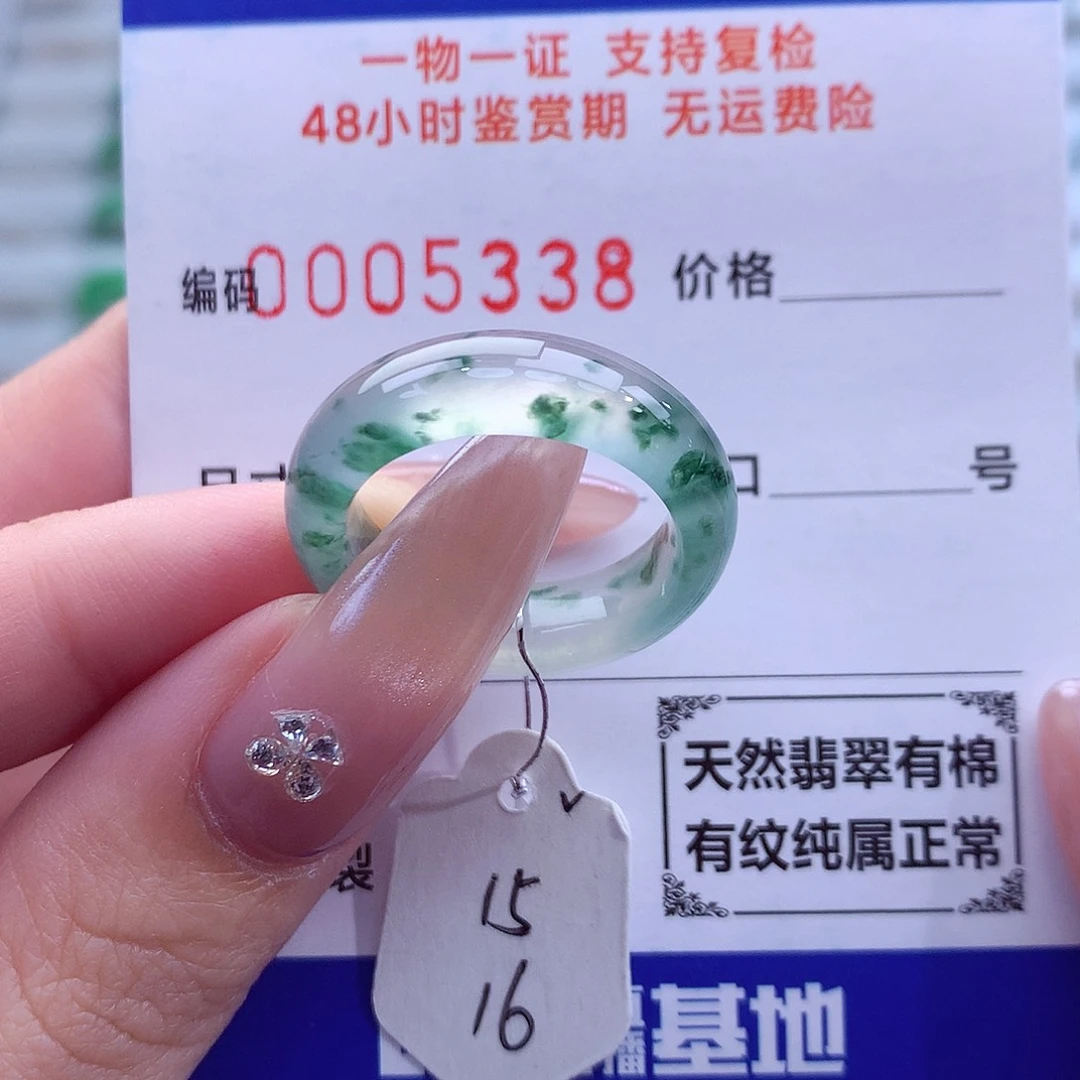 一物一证 支持复检
48小时鉴赏期 无运费险
编码0005338 价格
口 号
天然翡翠有棉
有纹纯属正常
製
15
16
播基地